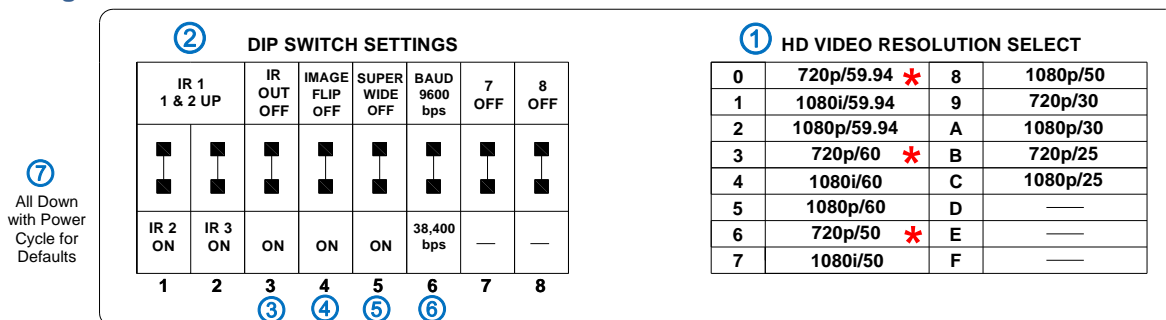 ② DIP SWITCH SETTINGS
IR 1
1 & 2 UP
IR
OUT
OFF
IMAGE
FLIP
OFF
SUPER
WIDE
OFF
BAUD
9600
bps
7
OFF
8
OFF
⑦
All Down
with Power
Cycle for
Defaults
IR 2
ON
IR 3
ON
ON
ON
ON
38,400
bps
—
—
1 2 3 4 5 6 7 8
③ ④ ⑤ ⑥
① HD VIDEO RESOLUTION SELECT
0 720p/59.94 * 8 1080p/50
1 1080i/59.94 9 720p/30
2 1080p/59.94 A 1080p/30
3 720p/60 * B 720p/25
4 1080i/60 C 1080p/25
5 1080p/60 D —
6 720p/50 * E —
7 1080i/50 F —